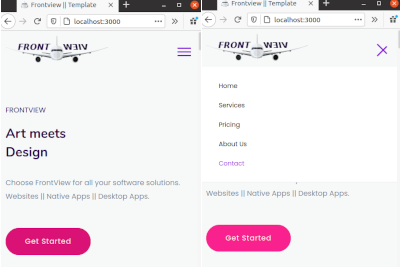 Frontview || Template
localhost:3000
FRONT VIEW
FRONTVIEW
Art meets
Design
Choose FrontView for all your software solutions.
Websites || Native Apps || Desktop Apps.
Get Started
Frontview || Template
localhost:3000
FRONT VIEW
Home
Services
Pricing
About Us
Contact
Websites || Native Apps || Desktop Apps.
Get Started